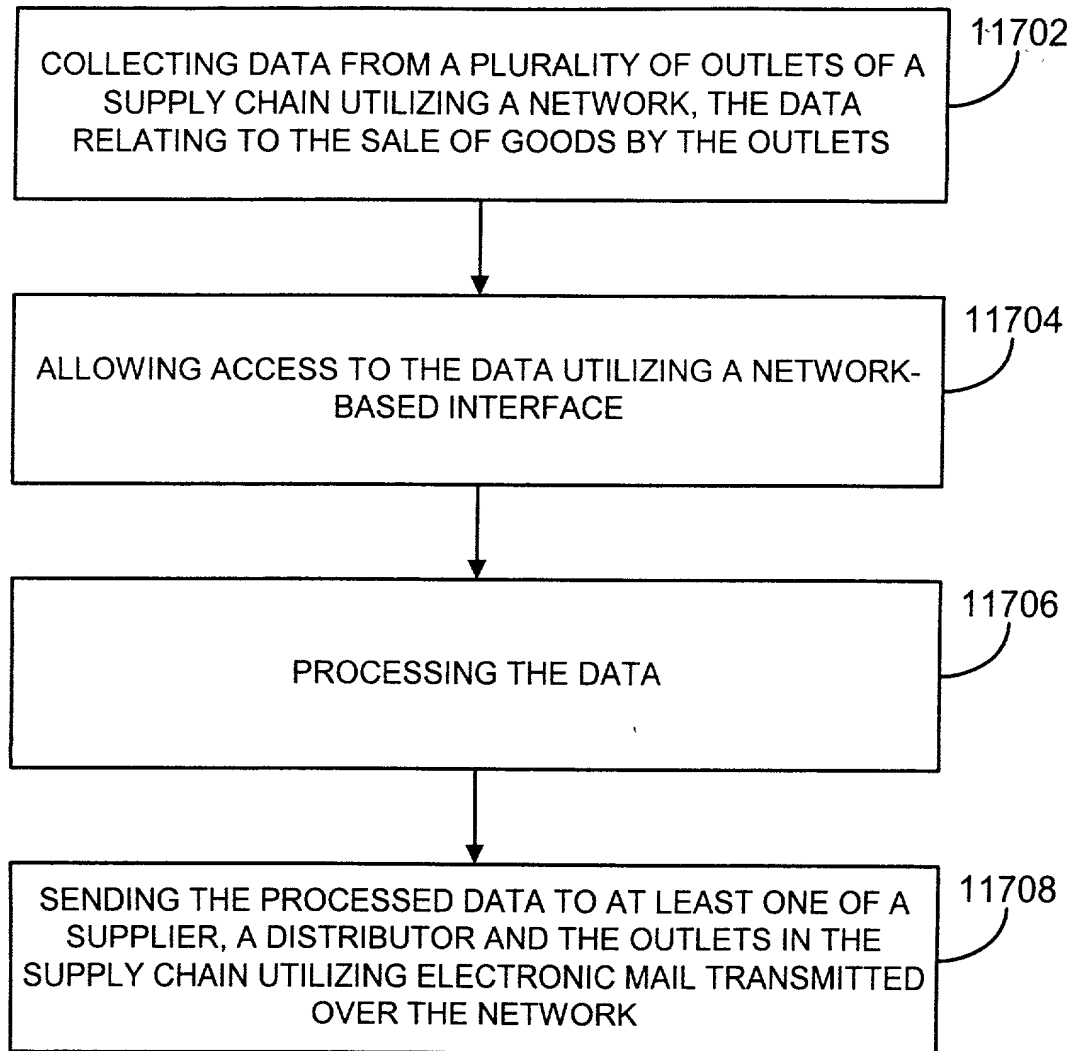 11702
COLLECTING DATA FROM A PLURALITY OF OUTLETS OF A
SUPPLY CHAIN UTILIZING A NETWORK, THE DATA
RELATING TO THE SALE OF GOODS BY THE OUTLETS
11704
ALLOWING ACCESS TO THE DATA UTILIZING A NETWORK-
BASED INTERFACE
11706
PROCESSING THE DATA
11708
SENDING THE PROCESSED DATA TO AT LEAST ONE OF A
SUPPLIER, A DISTRIBUTOR AND THE OUTLETS IN THE
SUPPLY CHAIN UTILIZING ELECTRONIC MAIL TRANSMITTED
OVER THE NETWORK